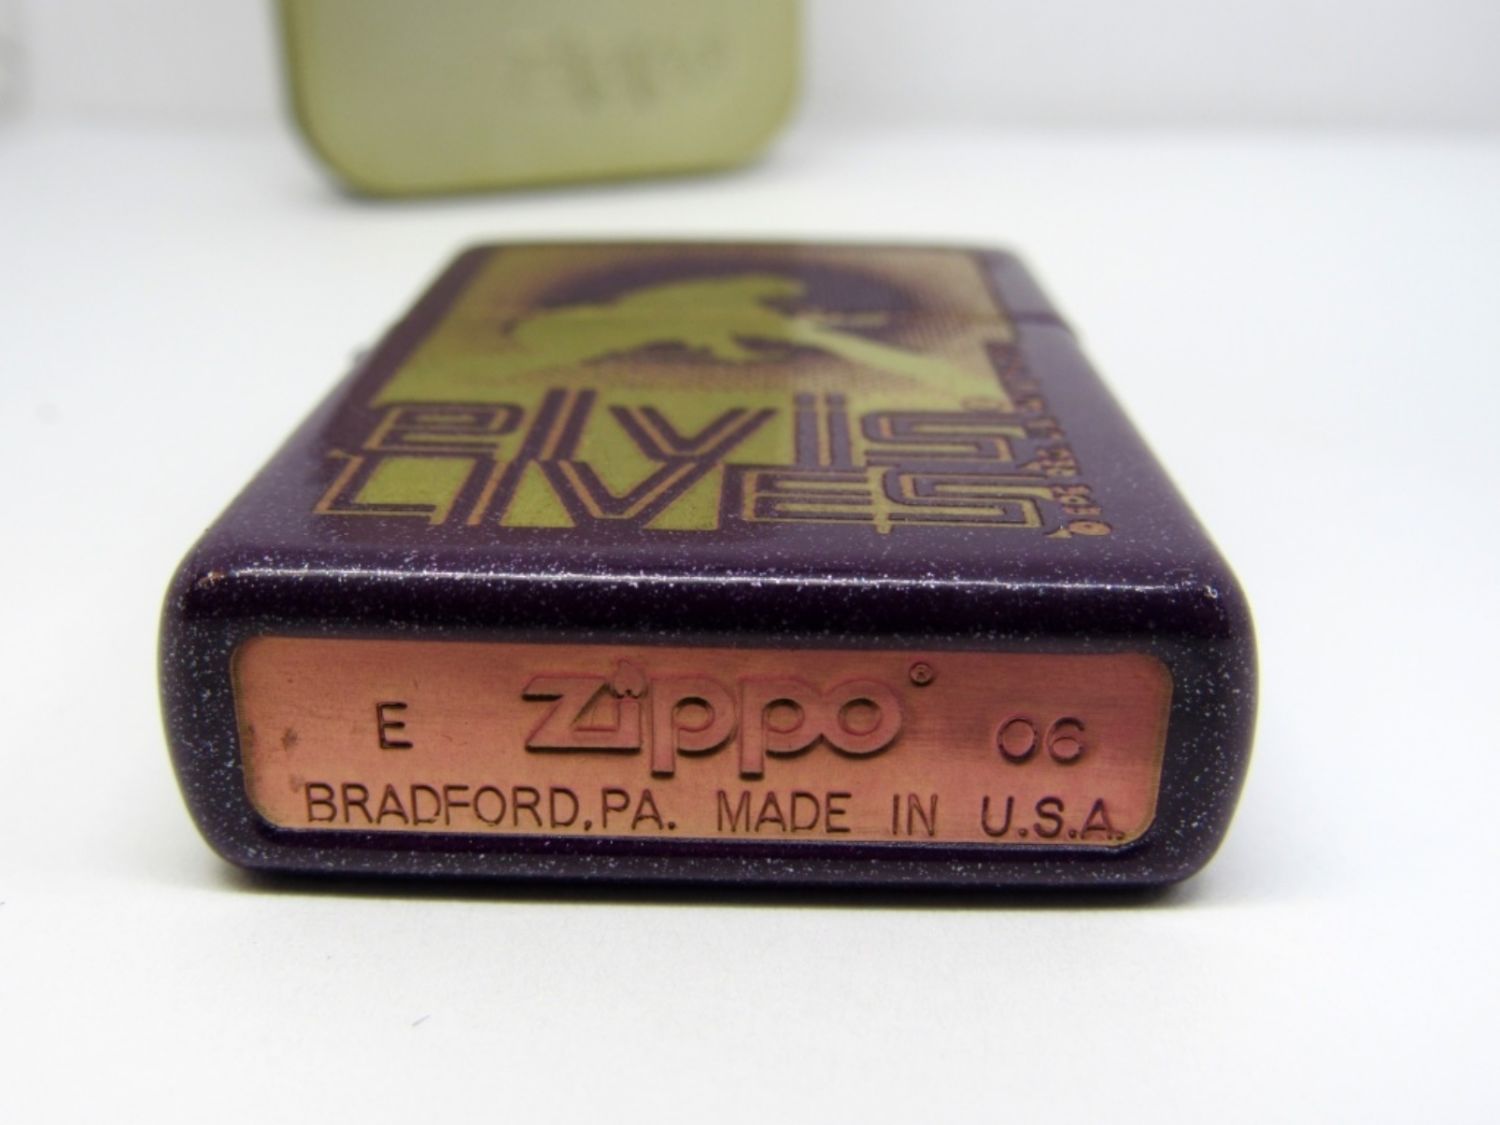 elvis
LIVES
E zippo® 06
BRADFORD, PA. MADE IN U.S.A.